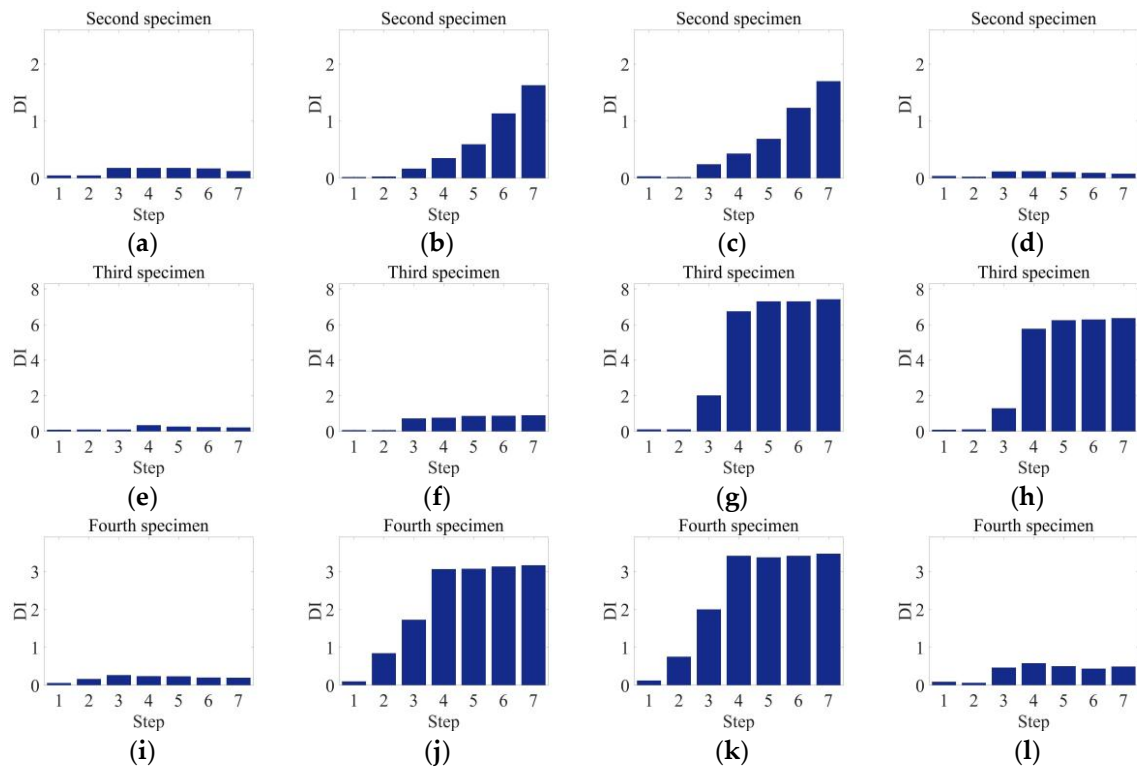 Second specimen
2
1
0
DI
1 2 3 4 5 6 7
Step
(a)
Second specimen
2
1
0
DI
1 2 3 4 5 6 7
Step
(b)
Second specimen
2
1
0
DI
1 2 3 4 5 6 7
Step
(c)
Second specimen
2
1
0
DI
1 2 3 4 5 6 7
Step
(d)
Third specimen
8
6
4
2
0
DI
1 2 3 4 5 6 7
Step
(e)
Third specimen
8
6
4
2
0
DI
1 2 3 4 5 6 7
Step
(f)
Third specimen
8
6
4
2
0
DI
1 2 3 4 5 6 7
Step
(g)
Third specimen
8
6
4
2
0
DI
1 2 3 4 5 6 7
Step
(h)
Fourth specimen
3
2
1
0
DI
1 2 3 4 5 6 7
Step
(i)
Fourth specimen
3
2
1
0
DI
1 2 3 4 5 6 7
Step
(j)
Fourth specimen
3
2
1
0
DI
1 2 3 4 5 6 7
Step
(k)
Fourth specimen
3
2
1
0
DI
1 2 3 4 5 6 7
Step
(l)